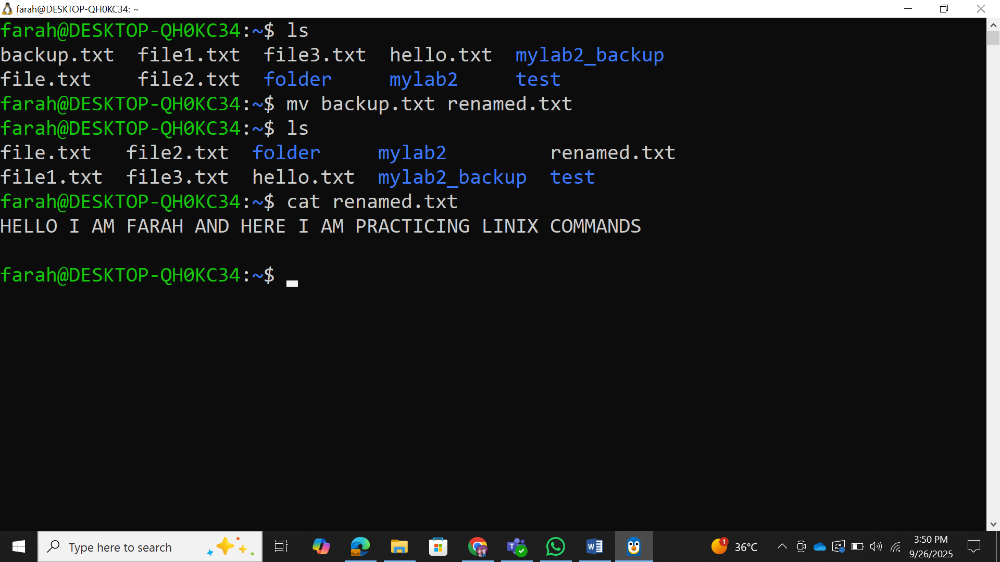 farah@DESKTOP-QH0KC34: ~
farah@DESKTOP-QH0KC34:~$ ls
backup.txt  file1.txt  file3.txt  hello.txt  mylab2_backup
file.txt    file2.txt  folder     mylab2     test
farah@DESKTOP-QH0KC34:~$ mv backup.txt renamed.txt
farah@DESKTOP-QH0KC34:~$ ls
file.txt   file2.txt  folder     mylab2         renamed.txt
file1.txt  file3.txt  hello.txt  mylab2_backup  test
farah@DESKTOP-QH0KC34:~$ cat renamed.txt
HELLO I AM FARAH AND HERE I AM PRACTICING LINIX COMMANDS
farah@DESKTOP-QH0KC34:~$
Type here to search
1
36°C
3:50 PM
9/26/2025